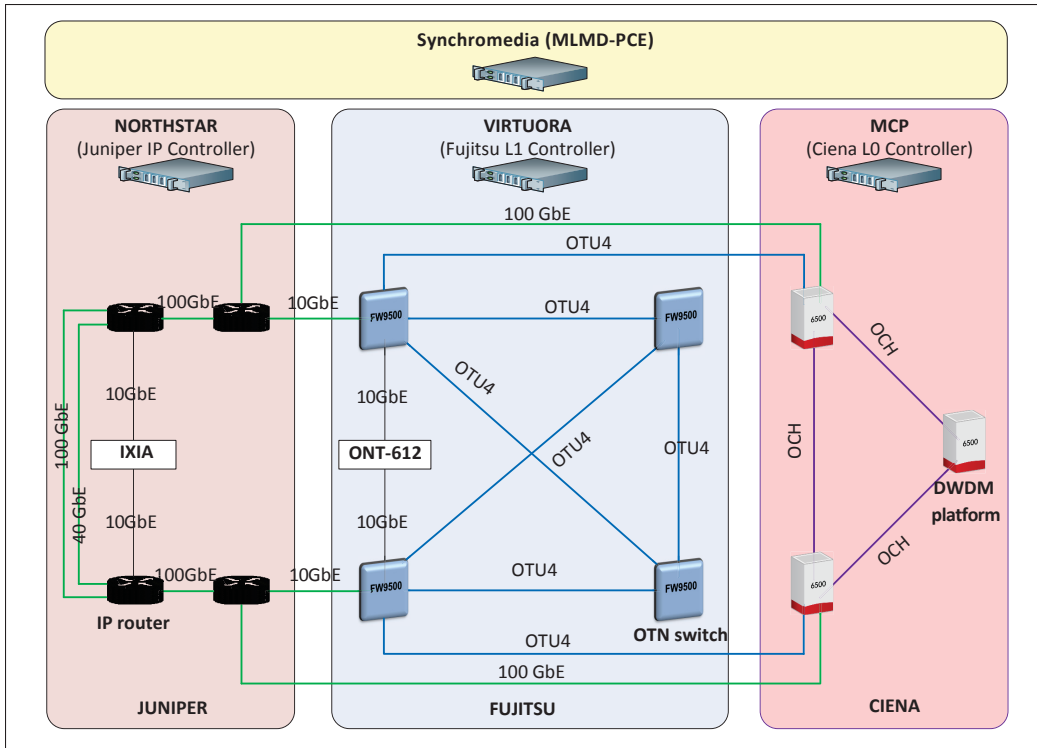 Synchromedia (MLMD-PCE)
NORTHSTAR
(Juniper IP Controller)
VIRTUORA
(Fujitsu L1 Controller)
MCP
(Ciena L0 Controller)
100 GbE
OTU4
100GbE
10GbE
FW9500
OTU4
FW9500
6500
OCH
10GbE
10GbE
OTU4
100 GbE
40 GbE
IXIA
ONT-612
OTU4
OTU4
OCH
6500
DWDM
platform
10GbE
10GbE
OCH
100GbE
10GbE
FW9500
OTU4
FW9500
6500
IP router
OTN switch
OTU4
100 GbE
JUNIPER
FUJITSU
CIENA